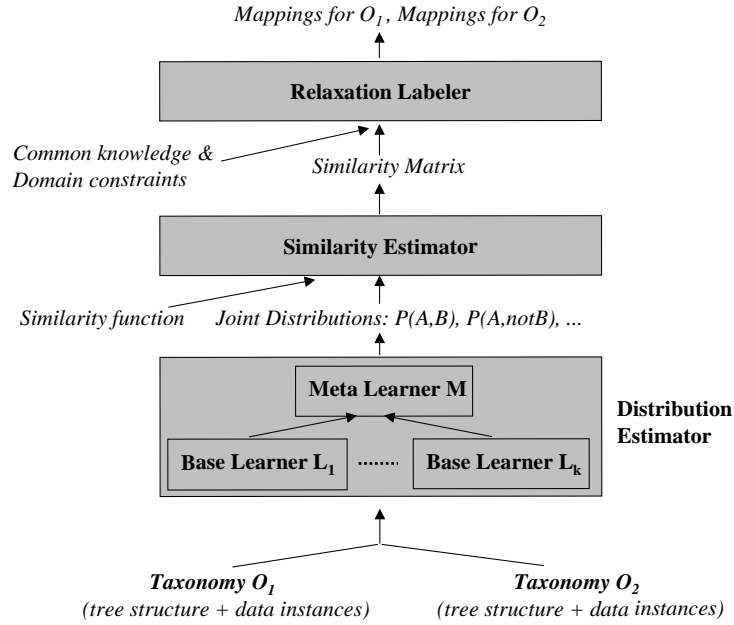 Mappings for O1 , Mappings for O2
Relaxation Labeler
Common knowledge &
Domain constraints
Similarity Matrix
Similarity Estimator
Similarity function
Joint Distributions: P(A,B), P(A,notB), ...
Meta Learner M
Distribution
Estimator
Base Learner L1
Base Learner Lk
Taxonomy O1
(tree structure + data instances)
Taxonomy O2
(tree structure + data instances)